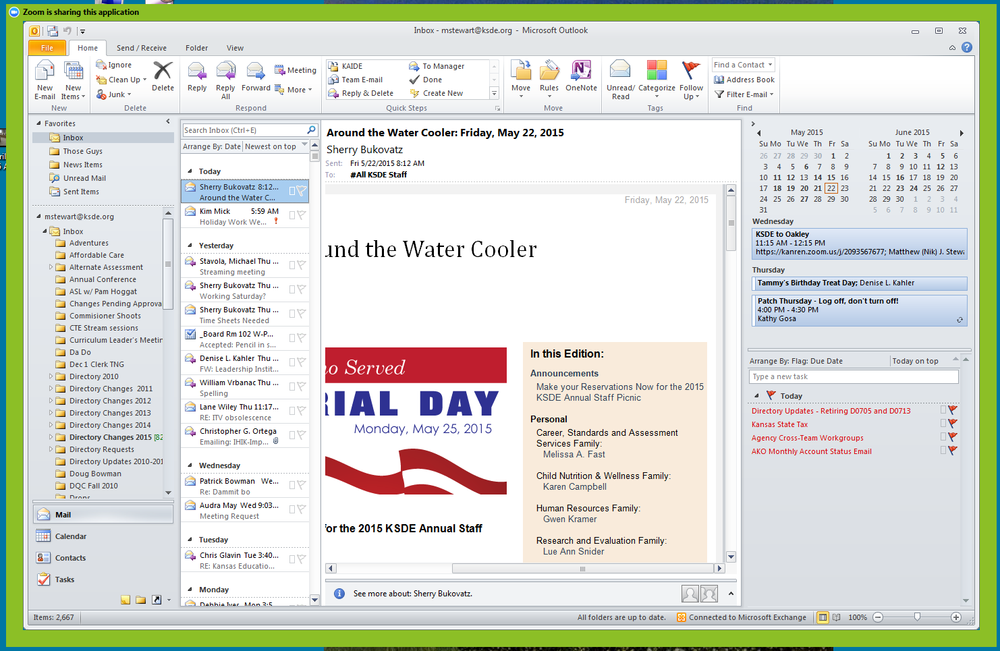 Zoom is sharing this application
Inbox - mstewart@ksde.org - Microsoft Outlook
File Home Send / Receive Folder View
New E-mail
New Items
New
Ignore
Clean Up
Junk
Delete
Delete
Reply
Reply All
Forward
Meeting
More
Respond
KAIDE
Team E-mail
Reply & Delete
To Manager
Done
Create New
Quick Steps
Move
Rules
OneNote
Move
Unread/ Read
Categorize
Follow Up
Tags
Find a Contact
Address Book
Filter E-mail
Find
Favorites
Inbox
Those Guys
News Items
Unread Mail
Sent Items
mstewart@ksde.org
Inbox
Adventures
Affordable Care
Alternate Assessment
Annual Conference
ASL w/ Pam Hoggat
Changes Pending Approva
Commisioner Shoots
CTE Stream sessions
Curriculum Leader's Meetin
Da Do
Dec 1 Clerk TNG
Directory 2010
Directory Changes 2011
Directory Changes 2012
Directory Changes 2013
Directory Changes 2014
Directory Changes 2015 [82
Directory Requests
Directory Updates 2010-201
Doug Bowman
DQC Fall 2010
Drops
Mail
Calendar
Contacts
Tasks
Search Inbox (Ctrl+E)
Arrange By: Date Newest on top
Today
Sherry Bukovatz 8:12...
Around the Water C...
Kim Mick 5:59 AM
Holiday Work We...
Yesterday
Stavola, Michael Thu ...
Streaming meeting
Sherry Bukovatz Thu ...
Working Saturday?
Sherry Bukovatz Thu ...
Time Sheets Needed
_Board Rm 102 W-P...
Accepted: Pencil in s...
Denise L. Kahler Thu ...
FW: Leadership Instit...
William Vrbanac Thu ...
Spelling
Lane Wiley Thu 11:17...
RE: ITV obsolescence
Christopher G. Ortega
Emailing: IHIK-Imp...
Wednesday
Patrick Bowman We...
Re: Dammit bo
Audra May Wed 9:03...
Meeting Request
Tuesday
Chris Glavin Tue 3:40...
RE: Kansas Educatio...
Monday
Debbie Ives Mon 3:5
Around the Water Cooler: Friday, May 22, 2015
Sherry Bukovatz
Sent: Fri 5/22/2015 8:12 AM
To: #All KSDE Staff
Friday, May 22, 2015
und the Water Cooler
o Served
RIAL DAY
Monday, May 25, 2015
for the 2015 KSDE Annual Staff
In this Edition:
Announcements
Make your Reservations Now for the 2015
KSDE Annual Staff Picnic
Personal
Career, Standards and Assessment
Services Family:
Melissa A. Fast
Child Nutrition & Wellness Family:
Karen Campbell
Human Resources Family:
Gwen Kramer
Research and Evaluation Family:
Lue Ann Snider
See more about: Sherry Bukovatz.
May 2015
Su Mo Tu We Th Fr Sa
26 27 28 29 30 1 2
3 4 5 6 7 8 9
10 11 12 13 14 15 16
17 18 19 20 21 22 23
24 25 26 27 28 29 30
31
June 2015
Su Mo Tu We Th Fr Sa
1 2 3 4 5 6
7 8 9 10 11 12 13
14 15 16 17 18 19 20
21 22 23 24 25 26 27
28 29 30 1 2 3 4
5 6 7 8 9 10 11
Wednesday
KSDE to Oakley
11:15 AM - 12:15 PM
https://kanren.zoom.us/j/2093567677; Matthew (Nik) J. Stewa
Thursday
Tammy's Birthday Treat Day; Denise L. Kahler
Patch Thursday - Log off, don't turn off!
4:00 PM - 4:30 PM
Kathy Gosa
Arrange By: Flag: Due Date Today on top
Type a new task
Today
Directory Updates - Retiring D0705 and D0713
Kansas State Tax
Agency Cross-Team Workgroups
AKO Monthly Account Status Email
Items: 2,667
All folders are up to date. Connected to Microsoft Exchange 100%